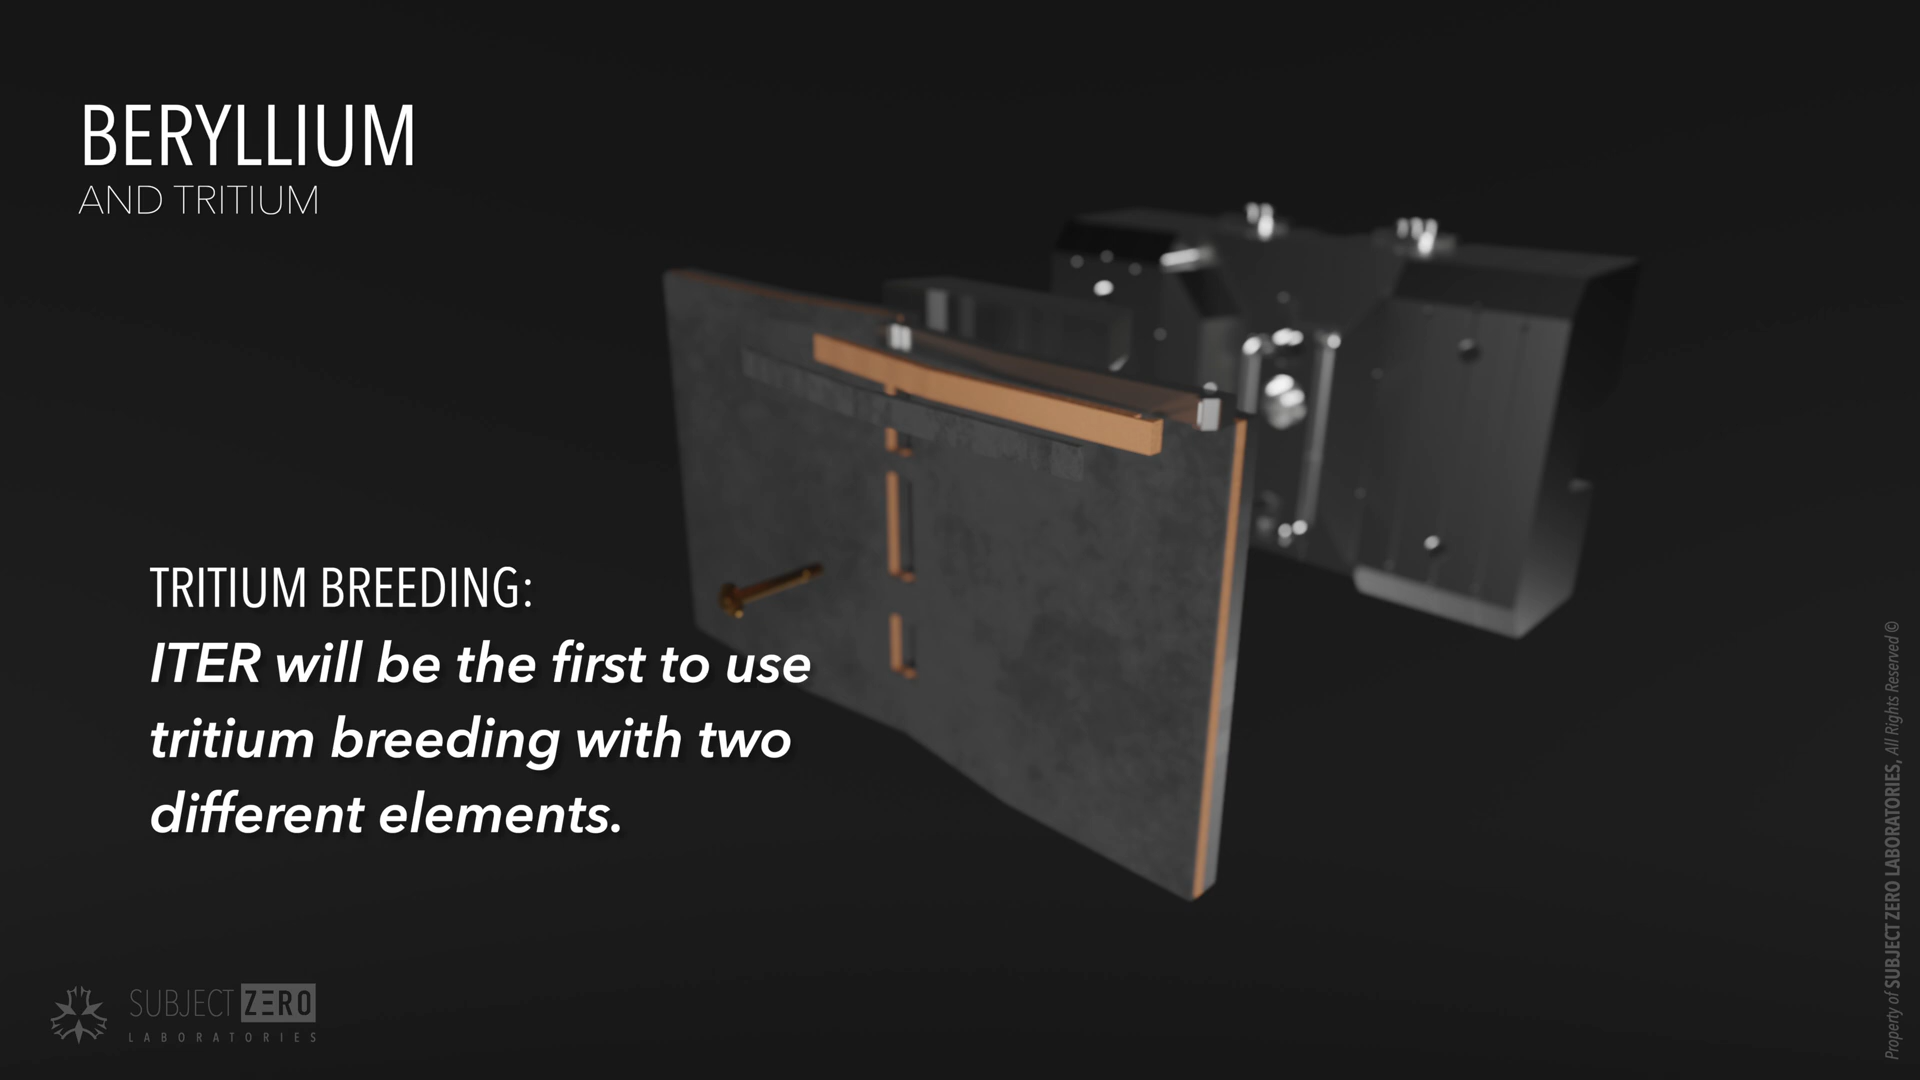 BERYLLIUM
AND TRITIUM
TRITIUM BREEDING:
ITER will be the first to use
tritium breeding with two
different elements.
SUBJECT ZERO
LABORATORIES
Property of SUBJECT ZERO LABORATORIES, All Rights Reserved ©